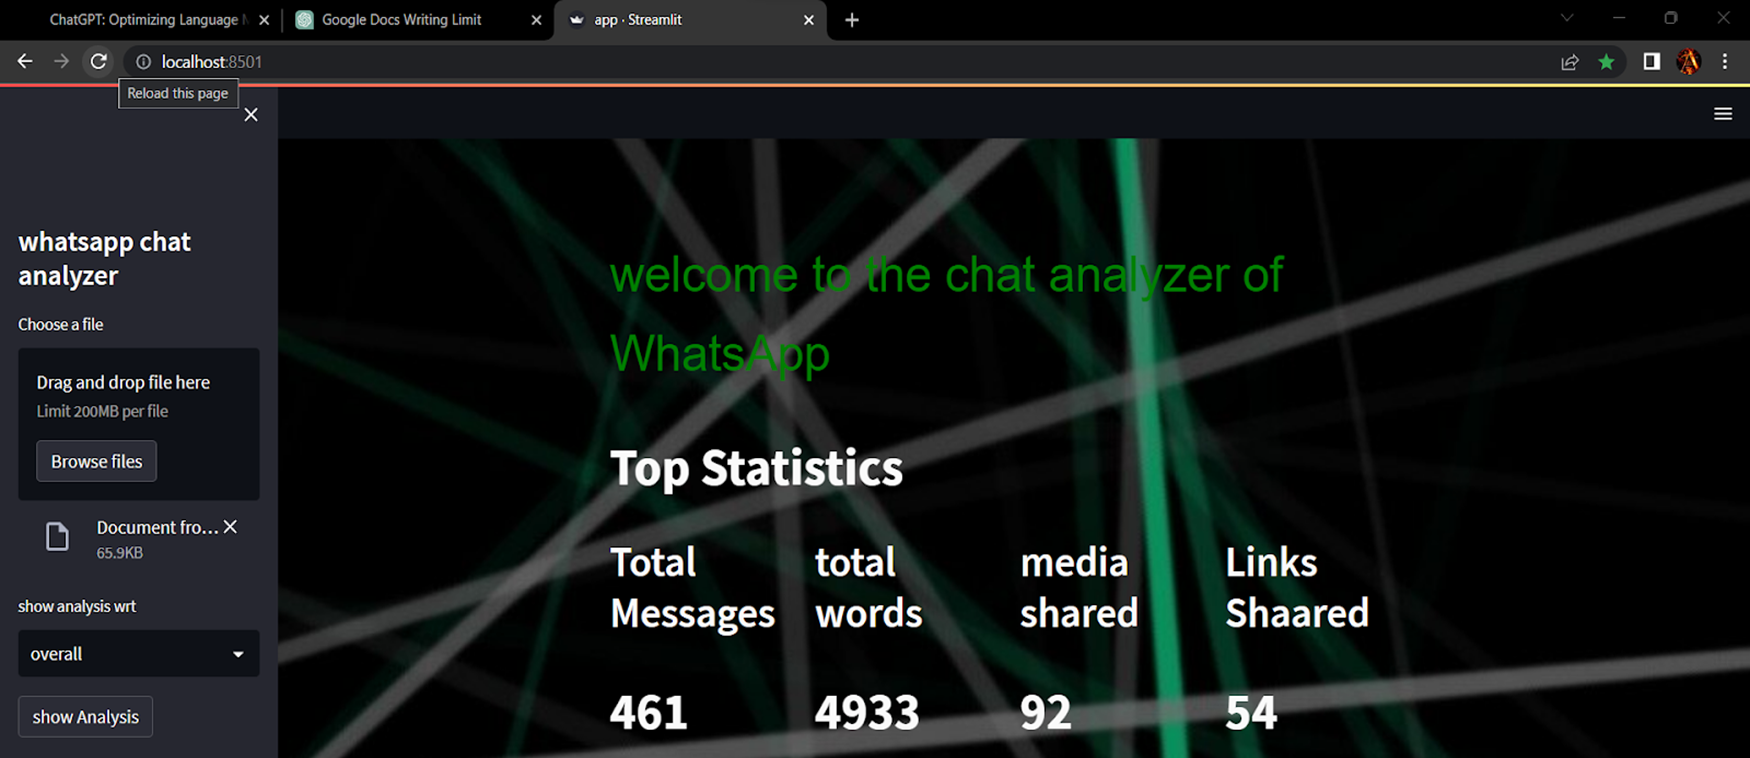 ChatGPT: Optimizing Language
Google Docs Writing Limit
app · Streamlit
localhost:8501
Reload this page
whatsapp chat
analyzer
Choose a file
Drag and drop file here
Limit 200MB per file
Browse files
Document fro...
65.9KB
show analysis wrt
overall
show Analysis
welcome to the chat analyzer of
WhatsApp
Top Statistics
Total Messages
total words
media shared
Links Shaared
461
4933
92
54